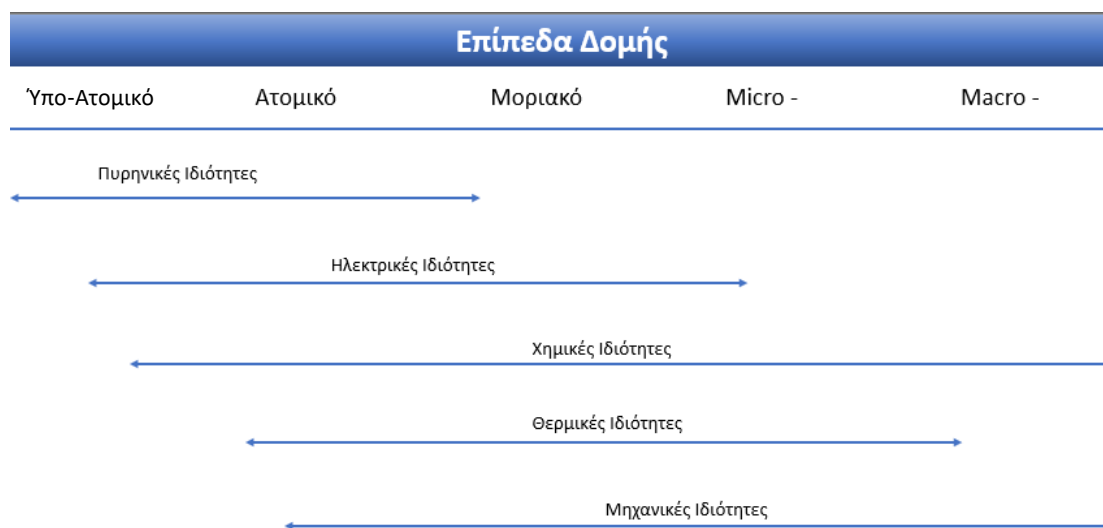 Επίπεδα Δομής
Ύπο-Ατομικό Ατομικό Μοριακό Micro - Macro -
Πυρηνικές Ιδιότητες
Ηλεκτρικές Ιδιότητες
Χημικές Ιδιότητες
Θερμικές Ιδιότητες
Μηχανικές Ιδιότητες